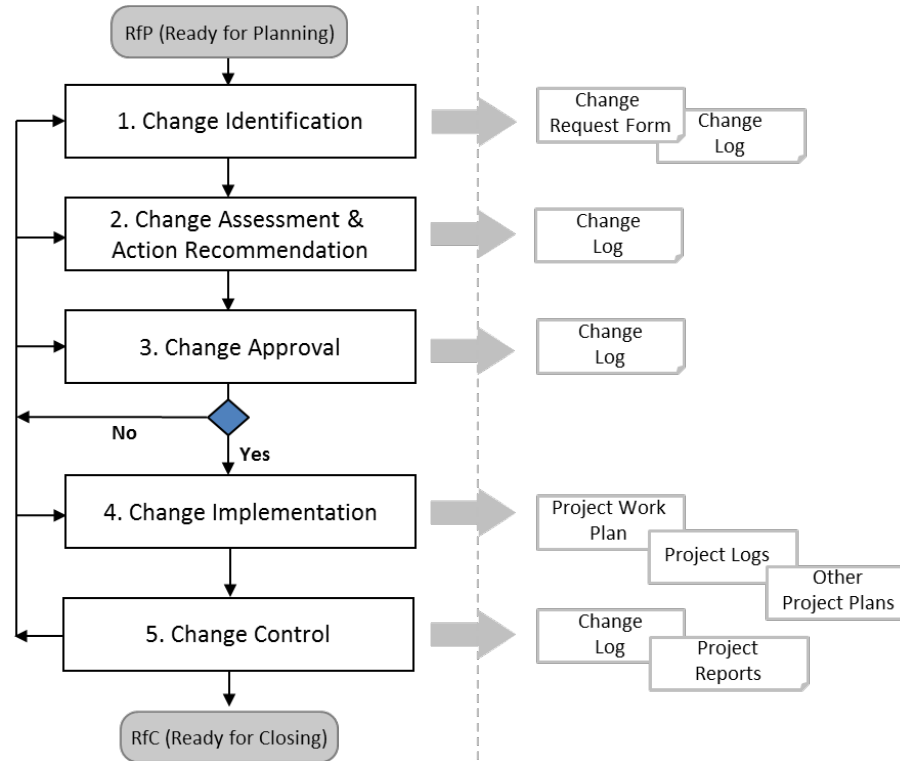 RfP (Ready for Planning)
1. Change Identification
Change
Request Form
Change
Log
2. Change Assessment &
Action Recommendation
Change
Log
3. Change Approval
Change
Log
No
Yes
4. Change Implementation
Project Work
Plan
Project Logs
Other
Project Plans
5. Change Control
Change
Log
Project
Reports
RfC (Ready for Closing)